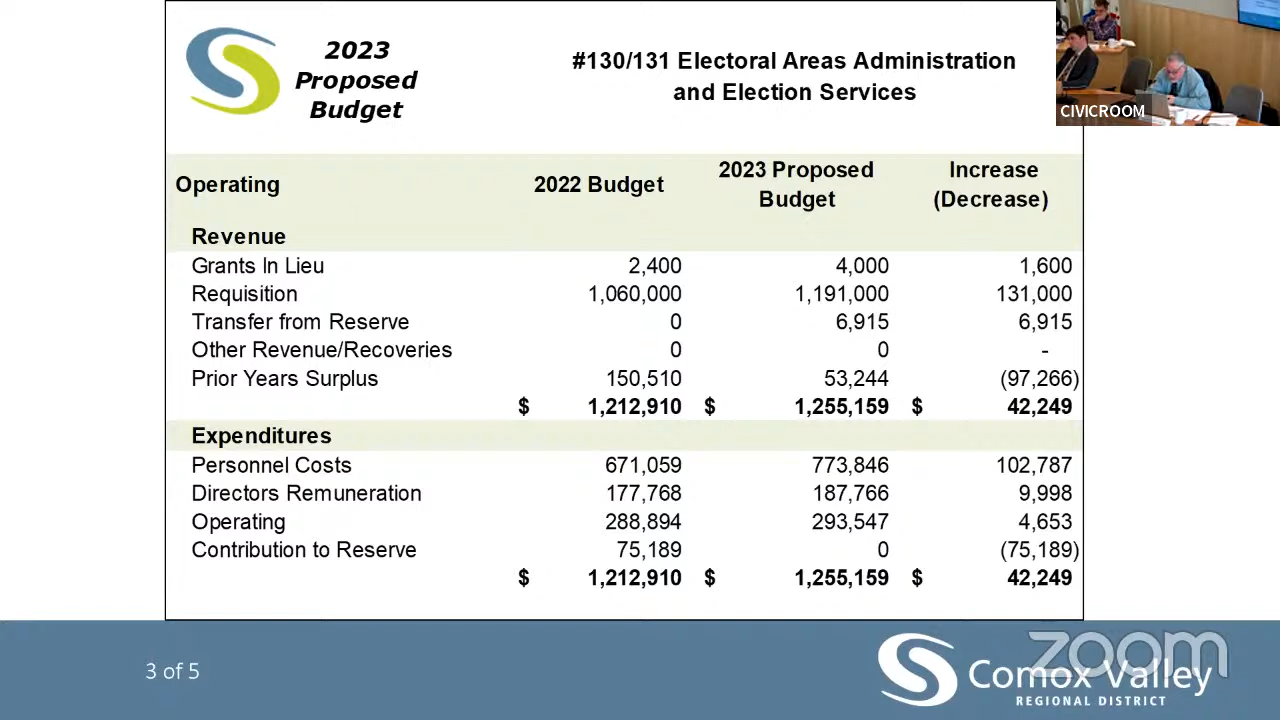 2023
Proposed
Budget
#130/131 Electoral Areas Administration
and Election Services
CIVICROOM
Operating 2022 Budget 2023 Proposed Budget Increase (Decrease)
Revenue
Grants In Lieu 2,400 4,000 1,600
Requisition 1,060,000 1,191,000 131,000
Transfer from Reserve 0 6,915 6,915
Other Revenue/Recoveries 0 0 -
Prior Years Surplus 150,510 53,244 (97,266)
$ 1,212,910 $ 1,255,159 $ 42,249
Expenditures
Personnel Costs 671,059 773,846 102,787
Directors Remuneration 177,768 187,766 9,998
Operating 288,894 293,547 4,653
Contribution to Reserve 75,189 0 (75,189)
$ 1,212,910 $ 1,255,159 $ 42,249
3 of 5
zoom
Comox Valley
REGIONAL DISTRICT